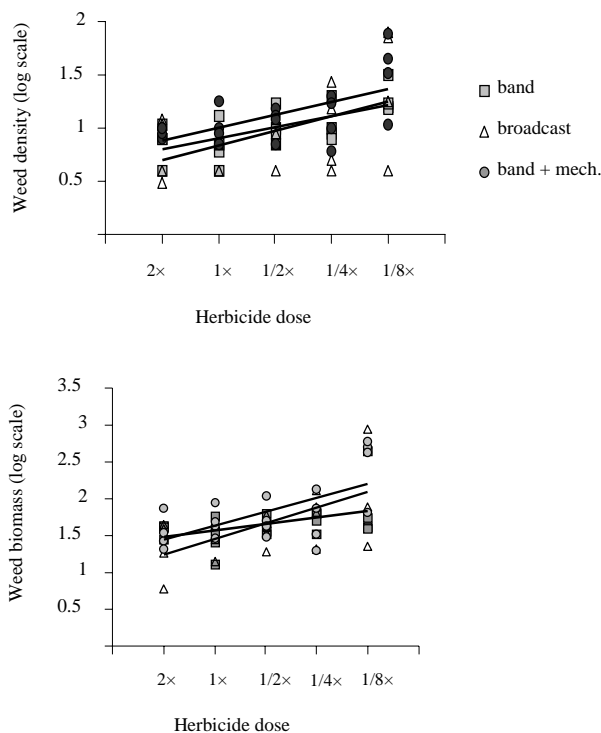 2
1.5
1
0.5
Weed density (log scale)
2× 1× 1/2× 1/4× 1/8×
Herbicide dose
band
broadcast
band + mech.
3.5
3
2.5
2
1.5
1
0.5
Weed biomass (log scale)
2× 1× 1/2× 1/4× 1/8×
Herbicide dose